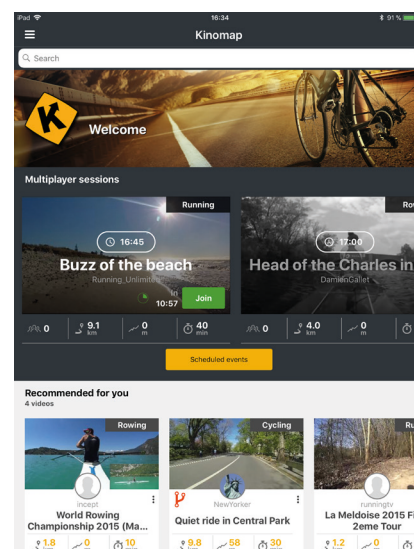 iPad 16:34 91%
Kinomap
Search
K
Welcome
Multiplayer sessions
Running
16:45
Buzz of the beach
Running_Unlimite
in
10:57
Join
0 9.1 km 0 m 40 min
Ro
17:00
Head of the Charles in
DamienGallet
0 4.0 km 0 m
Scheduled events
Recommended for you
4 videos
Rowing
incept
World Rowing
Championship 2015 (Ma...
1.8 0 10
Cycling
NewYorker
Quiet ride in Central Park
9.8 58 30
Ru
runningtv
La Meldoise 2015 Fi
2eme Tour
1.2 0